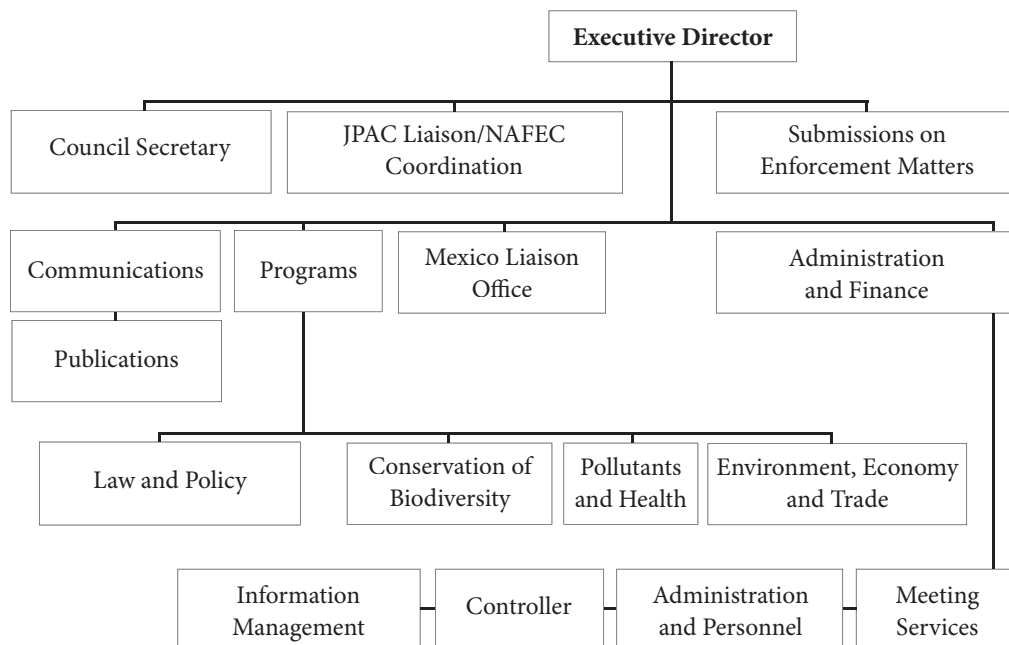 Executive Director
Council Secretary
JPAC Liaison/NAFEC
Coordination
Submissions on
Enforcement Matters
Communications
Programs
Mexico Liaison
Office
Administration
and Finance
Publications
Law and Policy
Conservation of
Biodiversity
Pollutants
and Health
Environment, Economy
and Trade
Information
Management
Controller
Administration
and Personnel
Meeting
Services